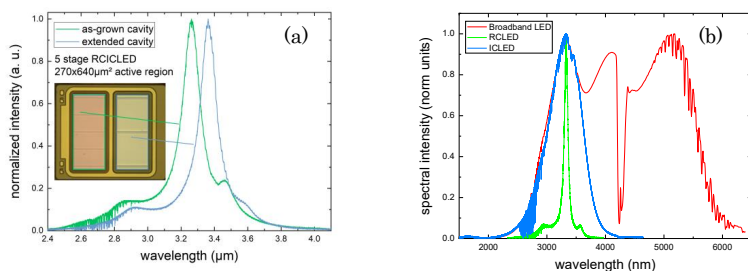 as-grown cavity
extended cavity
(a)
5 stage RCICLED
270x640µm² active region
normalized intensity (a. u.)
1.0
0.8
0.6
0.4
0.2
0.0
2.4 2.6 2.8 3.0 3.2 3.4 3.6 3.8 4.0
wavelength (µm)
Broadband LED
RCLED
ICLED
(b)
spectral intensity (norm units)
1.0
0.8
0.6
0.4
0.2
0.0
2000 3000 4000 5000 6000
wavelength (nm)